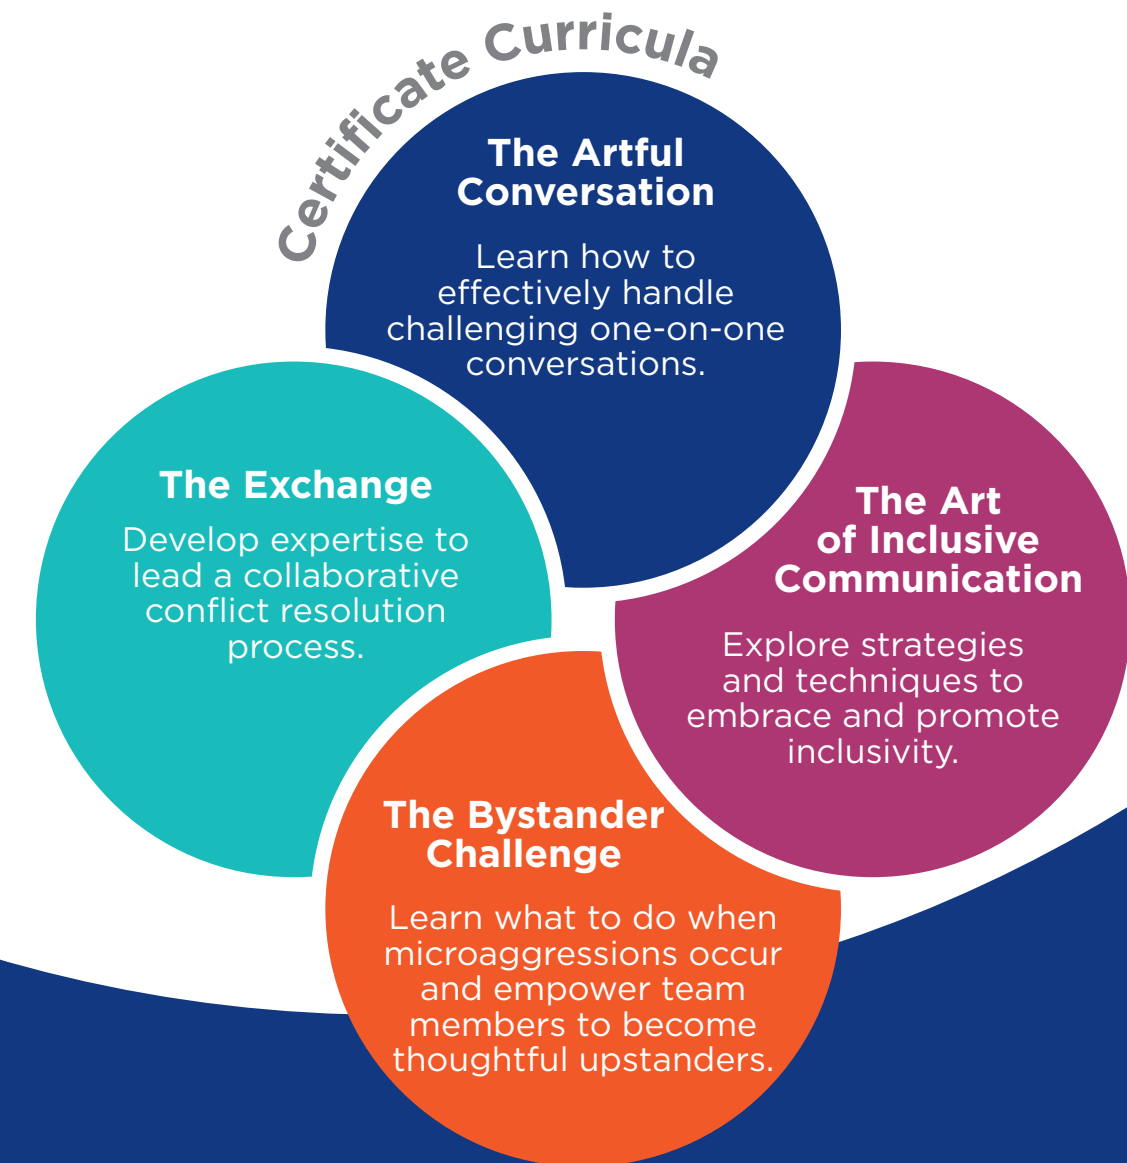 Certificate Curricula
The Artful
Conversation
Learn how to
effectively handle
challenging one-on-one
conversations.
The Exchange
Develop expertise to
lead a collaborative
conflict resolution
process.
The Art
of Inclusive
Communication
Explore strategies
and techniques to
embrace and promote
inclusivity.
The Bystander
Challenge
Learn what to do when
microaggressions occur
and empower team
members to become
thoughtful upstanders.